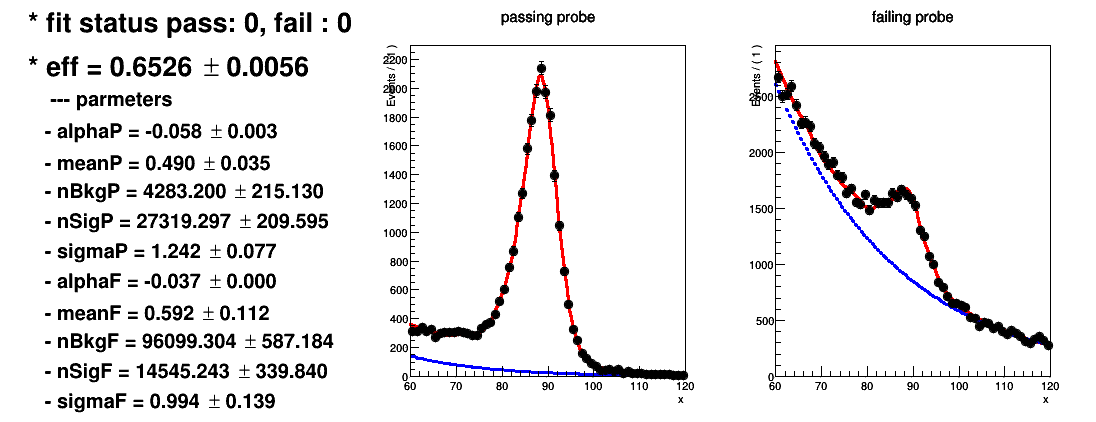 * fit status pass: 0, fail : 0
* eff = 0.6526 ± 0.0056
--- parmeters
- alphaP = -0.058 ± 0.003
- meanP = 0.490 ± 0.035
- nBkgP = 4283.200 ± 215.130
- nSigP = 27319.297 ± 209.595
- sigmaP = 1.242 ± 0.077
- alphaF = -0.037 ± 0.000
- meanF = 0.592 ± 0.112
- nBkgF = 96099.304 ± 587.184
- nSigF = 14545.243 ± 339.840
- sigmaF = 0.994 ± 0.139
passing probe
Events / ( 1 )
2200
2000
1800
1600
1400
1200
1000
800
600
400
200
0
60 70 80 90 100 110 120
x
failing probe
Events / ( 1 )
2500
2000
1500
1000
500
0
60 70 80 90 100 110 120
x